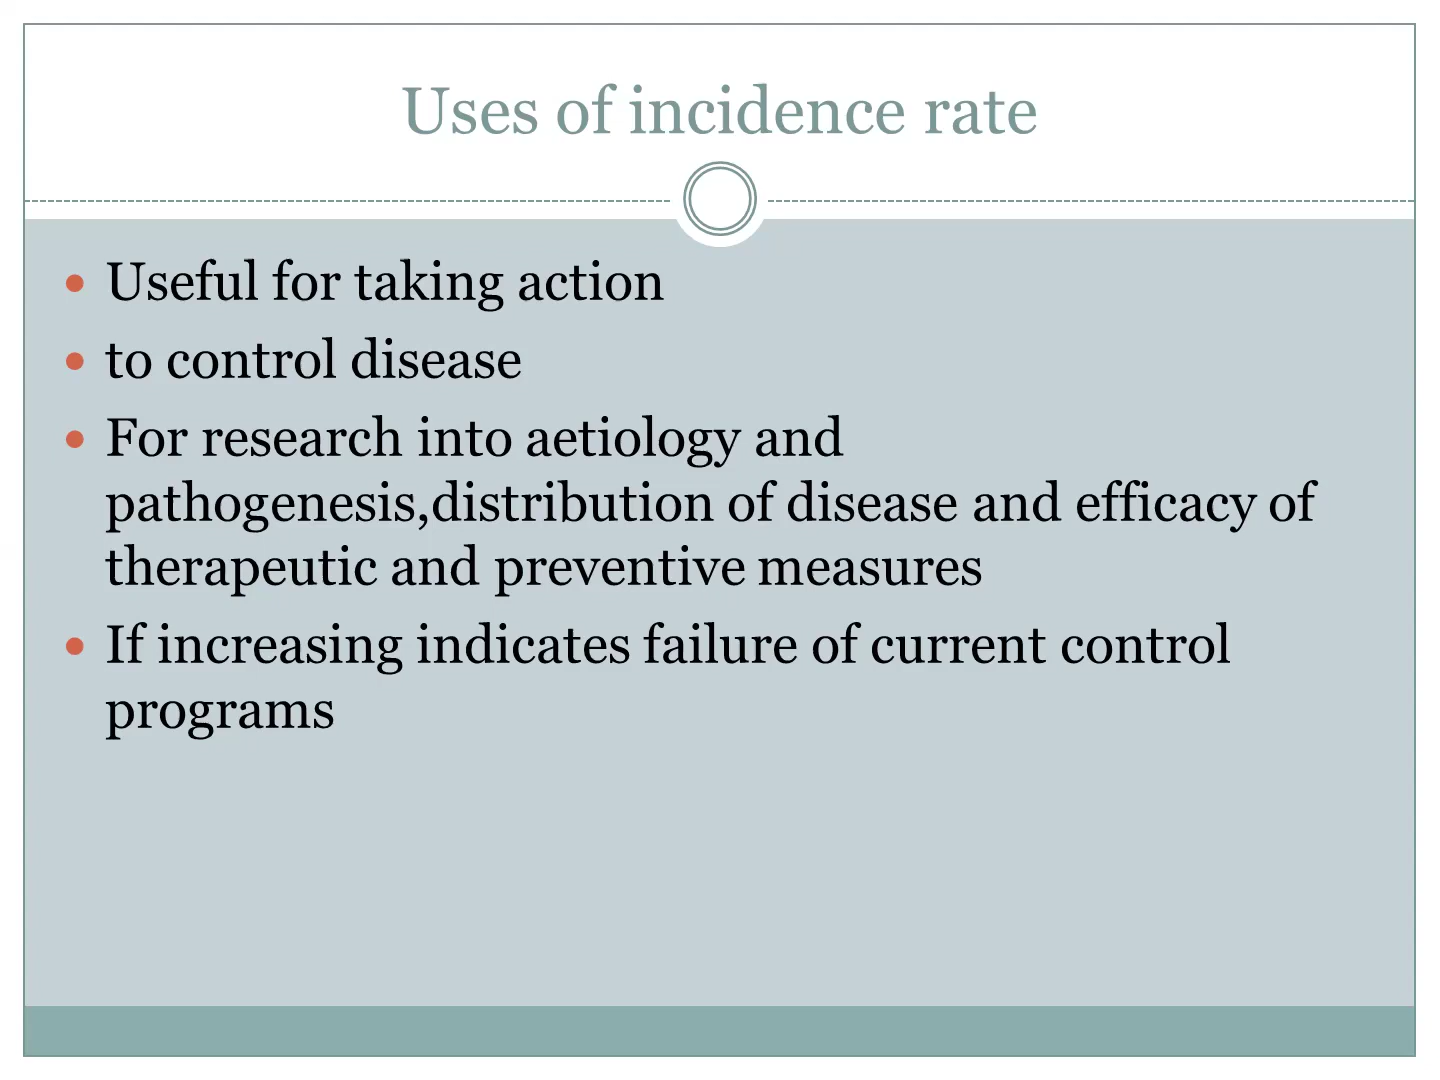 Uses of incidence rate
• Useful for taking action
• to control disease
• For research into aetiology and
pathogenesis,distribution of disease and efficacy of
therapeutic and preventive measures
• If increasing indicates failure of current control
programs